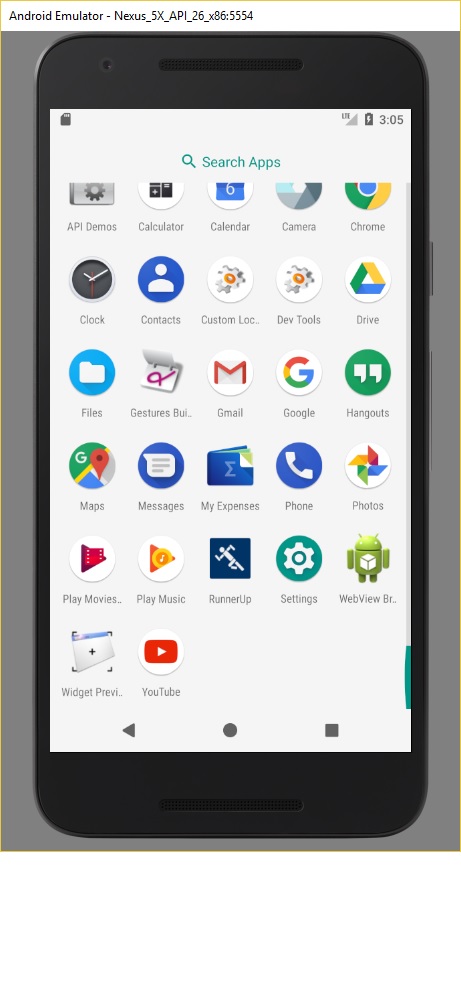 Android Emulator - Nexus_5X_API_26_x86:5554
LTE 3:05
Search Apps
6
API Demos Calculator Calendar Camera Chrome
Clock Contacts Custom Loc.. Dev Tools Drive
G
Files Gestures Bui.. Gmail Google Hangouts
G Σ
Maps Messages My Expenses Phone Photos
Play Movies.. Play Music RunnerUp Settings WebView Br..
Widget Previ.. YouTube